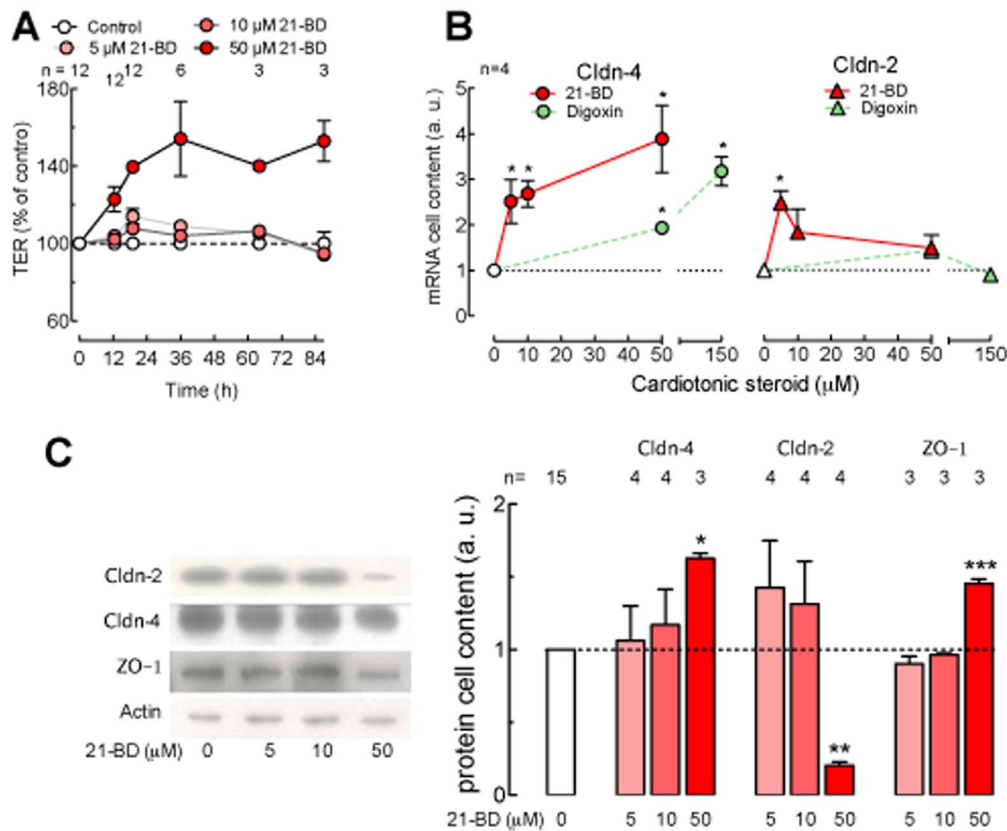 A
Control
10 µM 21-BD
5 µM 21-BD
50 µM 21-BD
n = 12
12
12
6
3
3
180
140
100
60
TER (% of contro)
0 12 24 36 48 60 72 84
Time (h)
B
n=4
Cldn-4
21-BD
Digoxin
Cldn-2
21-BD
Digoxin
* * * * *
*
5
4
3
2
1
0
mRNA cell content (a. u.)
0 10 20 30 40 50 150
0 10 20 30 40 50 150
Cardiotonic steroid (µM)
C
Cldn-2
Cldn-4
ZO-1
Actin
21-BD (µM) 0 5 10 50
Cldn-4 Cldn-2 ZO-1
n= 15 4 4 3 4 4 4 3 3 3
2
1
0
protein cell content (a. u.)
* ** ***
21-BD (µM) 0 5 10 50 5 10 50 5 10 50